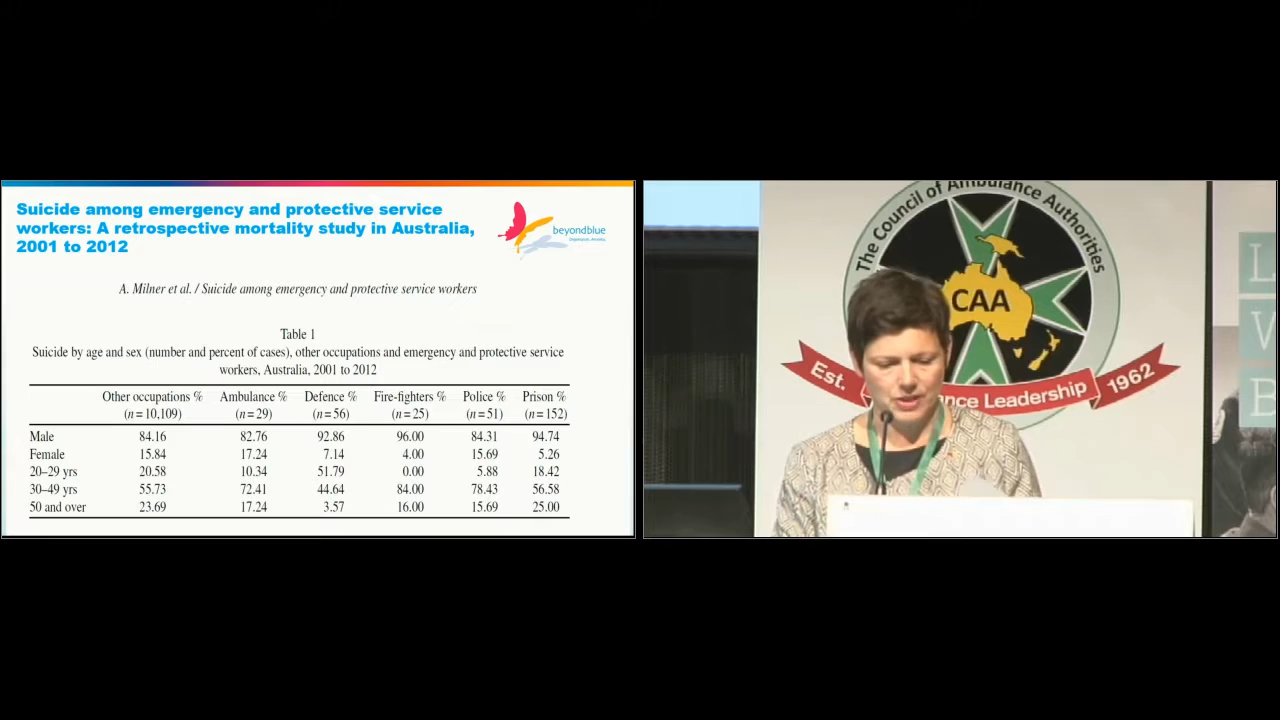 Suicide among emergency and protective service
workers: A retrospective mortality study in Australia,
2001 to 2012
beyondblue
A. Milner et al. / Suicide among emergency and protective service workers
Table 1
Suicide by age and sex (number and percent of cases), other occupations and emergency and protective service
workers, Australia, 2001 to 2012
Other occupations % Ambulance % Defence % Fire-fighters % Police % Prison %
(n = 10,109) (n = 29) (n = 56) (n = 25) (n = 51) (n = 152)
Male 84.16 82.76 92.86 96.00 84.31 94.74
Female 15.84 17.24 7.14 4.00 15.69 5.26
20–29 yrs 20.58 10.34 51.79 0.00 5.88 18.42
30–49 yrs 55.73 72.41 44.64 84.00 78.43 56.58
50 and over 23.69 17.24 3.57 16.00 15.69 25.00
The Council of Ambulance Authorities
CAA
Est. Leadership 1962
L
V
B